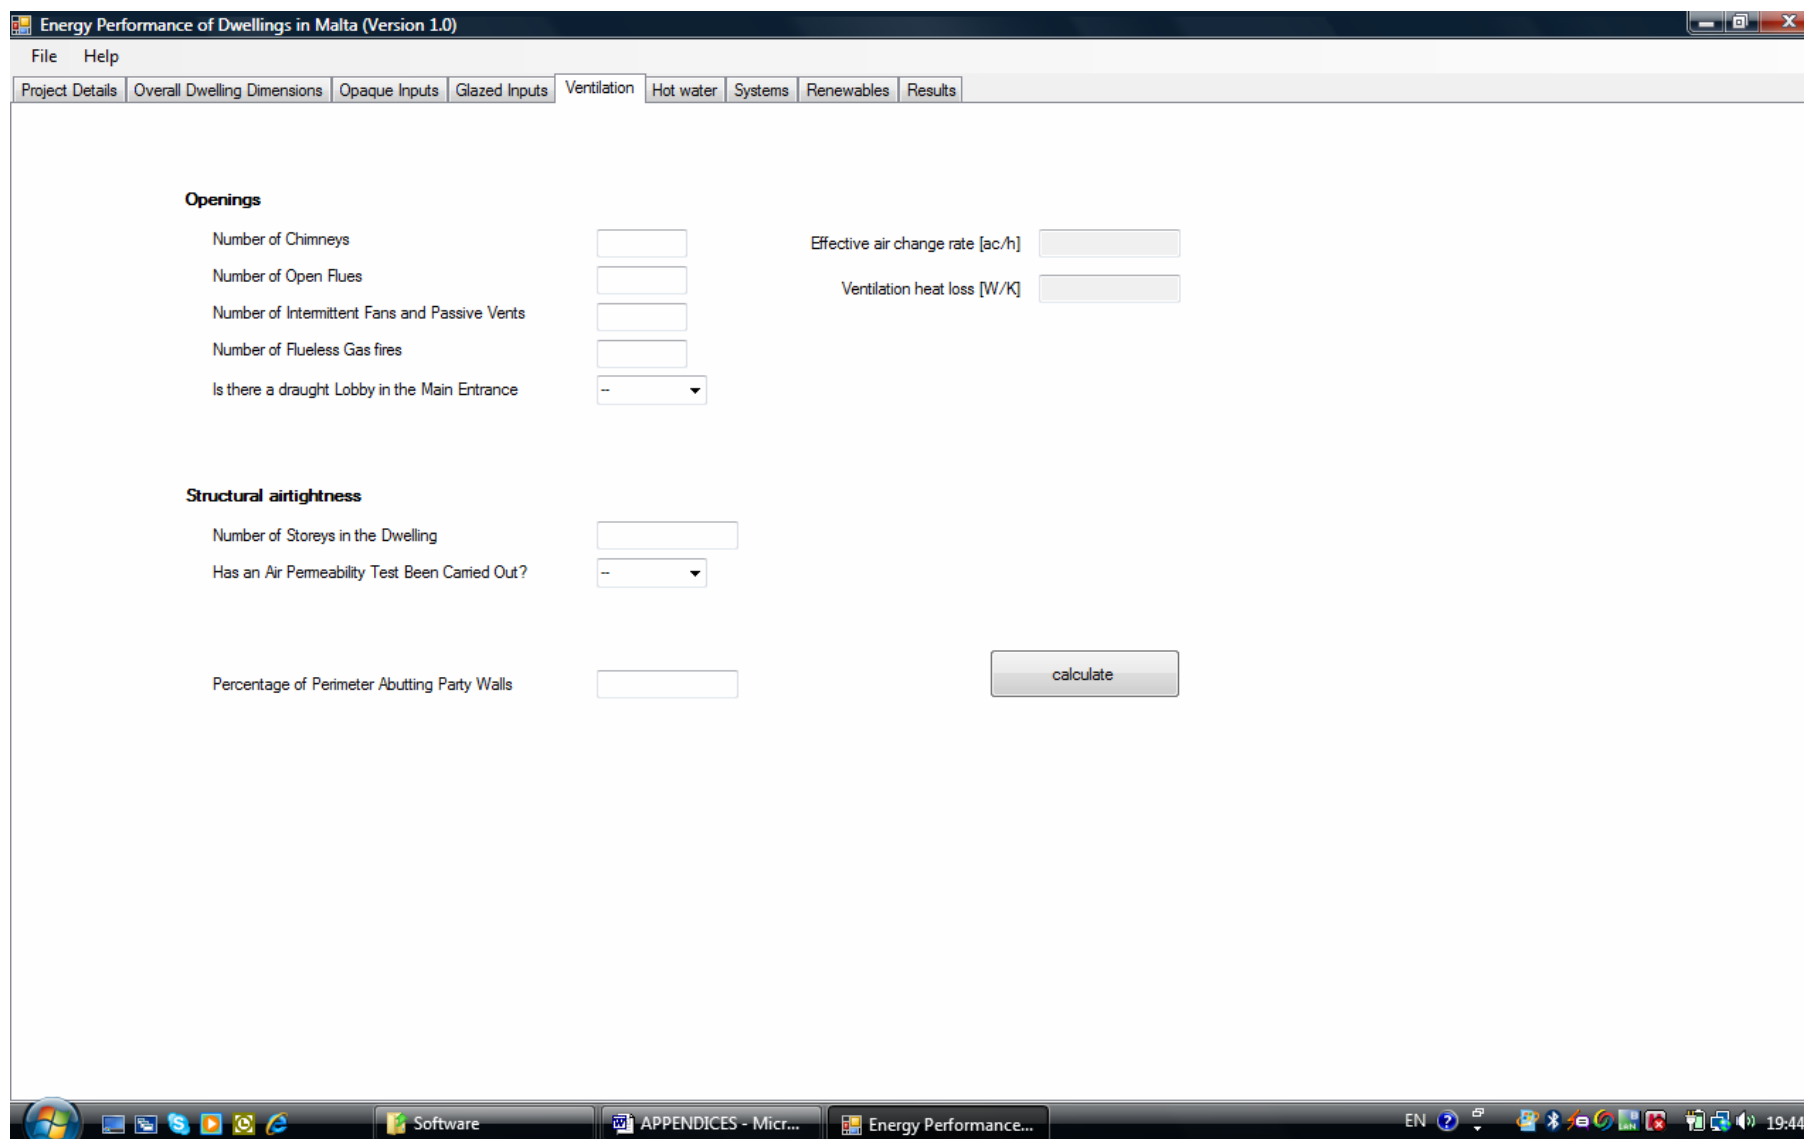 Energy Performance of Dwellings in Malta (Version 1.0)
File Help
Project Details Overall Dwelling Dimensions Opaque Inputs Glazed Inputs Ventilation Hot water Systems Renewables Results
Openings
Number of Chimneys
Effective air change rate [ac/h]
Number of Open Flues
Ventilation heat loss [W/K]
Number of Intermittent Fans and Passive Vents
Number of Flueless Gas fires
Is there a draught Lobby in the Main Entrance --
Structural airtightness
Number of Storeys in the Dwelling
Has an Air Permeability Test Been Carried Out? --
Percentage of Perimeter Abutting Party Walls
calculate
Software APPENDICES - Micr... Energy Performance... EN 19:44